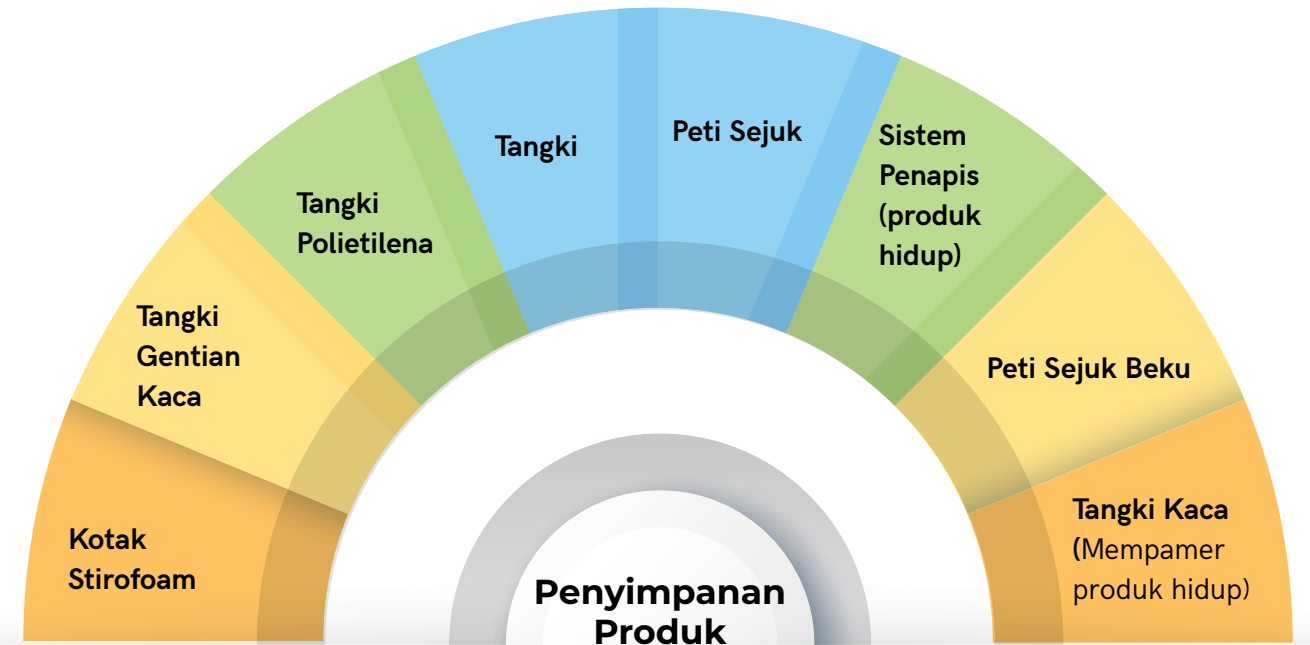 Kotak
Stirofoam
Tangki
Gentian
Kaca
Tangki
Polietilena
Tangki
Peti Sejuk
Sistem
Penapis
(produk
hidup)
Peti Sejuk Beku
Tangki Kaca
(Mempamer
produk hidup)
Penyimpanan
Produk